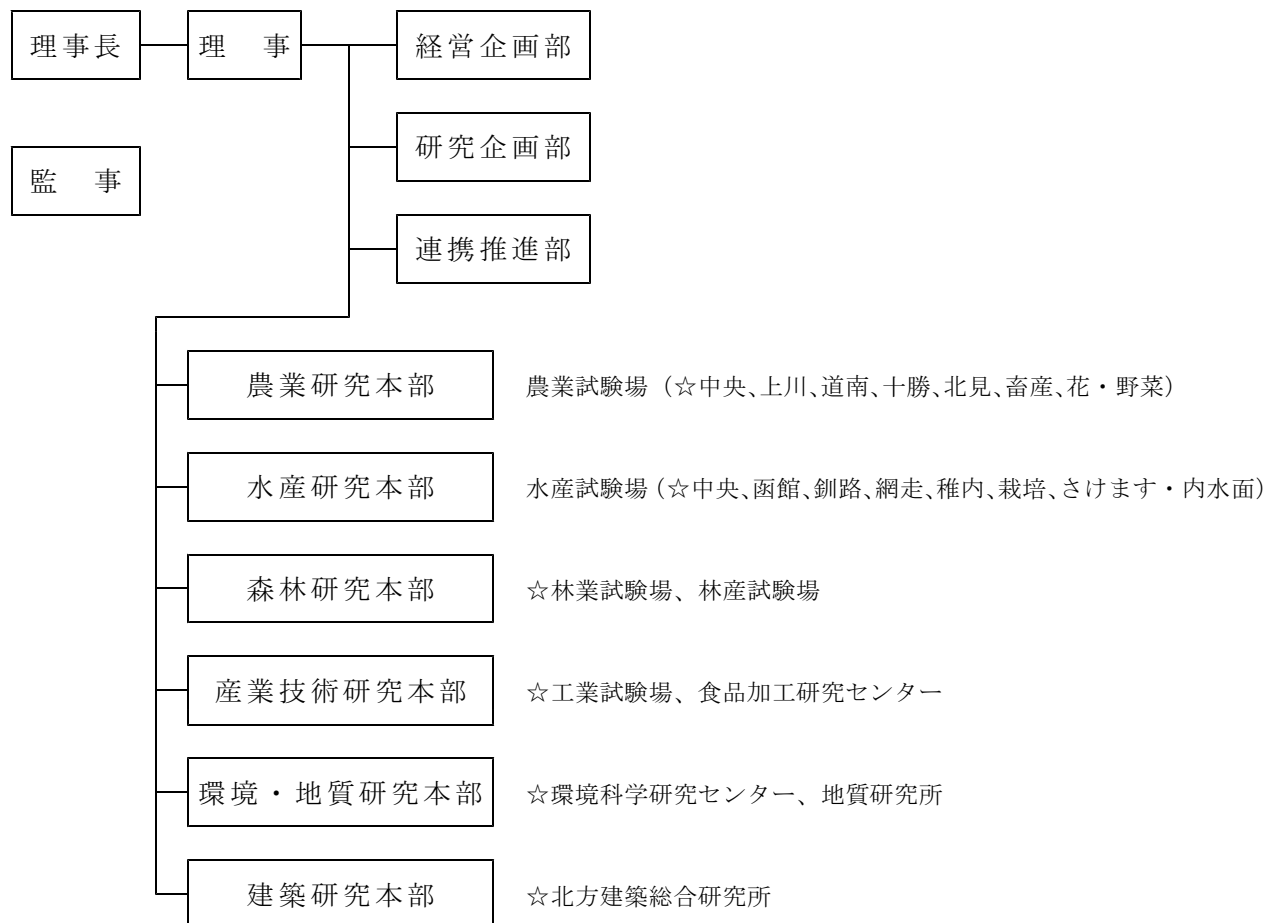 理事長 理 事 経営企画部
研究企画部
監 事
連携推進部
農業研究本部 農業試験場（☆中央、上川、道南、十勝、北見、畜産、花・野菜）
水産研究本部 水産試験場（☆中央、函館、釧路、網走、稚内、栽培、さけます・内水面）
森林研究本部 ☆林業試験場、林産試験場
産業技術研究本部 ☆工業試験場、食品加工研究センター
環境・地質研究本部 ☆環境科学研究センター、地質研究所
建築研究本部 ☆北方建築総合研究所